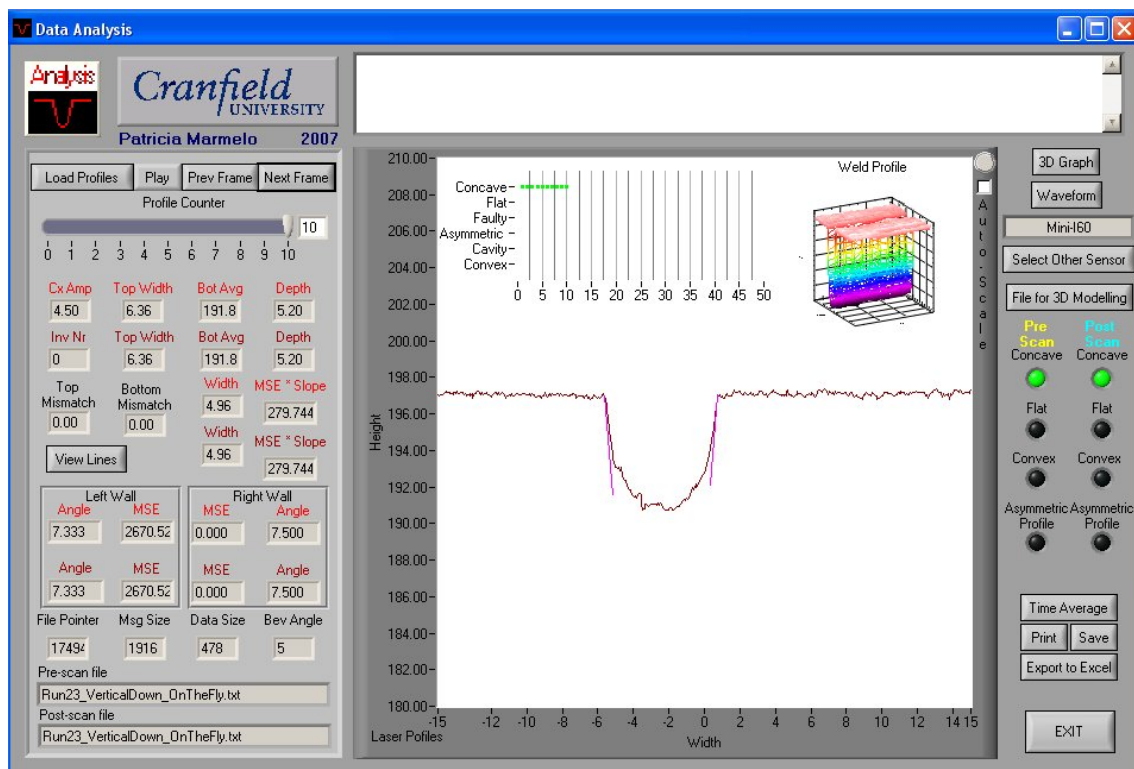 Data Analysis
Analysis
Cranfield
UNIVERSITY
Patricia Marmelo 2007
Load Profiles Play Prev Frame Next Frame
Profile Counter
10
0 1 2 3 4 5 6 7 8 9 10
Cx Amp Top Width Bot Avg Depth
4.50 6.36 191.8 5.20
Inv Nr Top Width Bot Avg Depth
0 6.36 191.8 5.20
Top Mismatch Bottom Mismatch Width MSE * Slope
0.00 0.00 4.96 279.744
Width MSE * Slope
4.96 279.744
View Lines
Left Wall Right Wall
Angle MSE MSE Angle
7.333 2670.52 0.000 7.500
Angle MSE MSE Angle
7.333 2670.52 0.000 7.500
File Pointer Msg Size Data Size Bev Angle
1749 1916 478 5
Pre-scan file
Run23_VerticalDown_OnTheFly.txt
Post-scan file
Run23_VerticalDown_OnTheFly.txt
210.00
208.00
206.00
204.00
202.00
200.00
198.00
196.00
194.00
192.00
190.00
188.00
186.00
184.00
182.00
180.00
Height
-15 -12 -10 -8 -6 -4 -2 0 2 4 6 8 10 12 14 15
Width
Laser Pofiles
Concave
Flat
Faulty
Asymmetric
Cavity
Convex
0 5 10 15 20 25 30 35 40 45 50
Weld Profile
Auto-Scale
3D Graph
Waveform
Mini-I60
Select Other Sensor
File for 3D Modelling
Pre Scan Post Scan
Concave Concave
Flat Flat
Convex Convex
Asymmetric Profile Asymmetric Profile
Time Average
Print Save
Export to Excel
EXIT